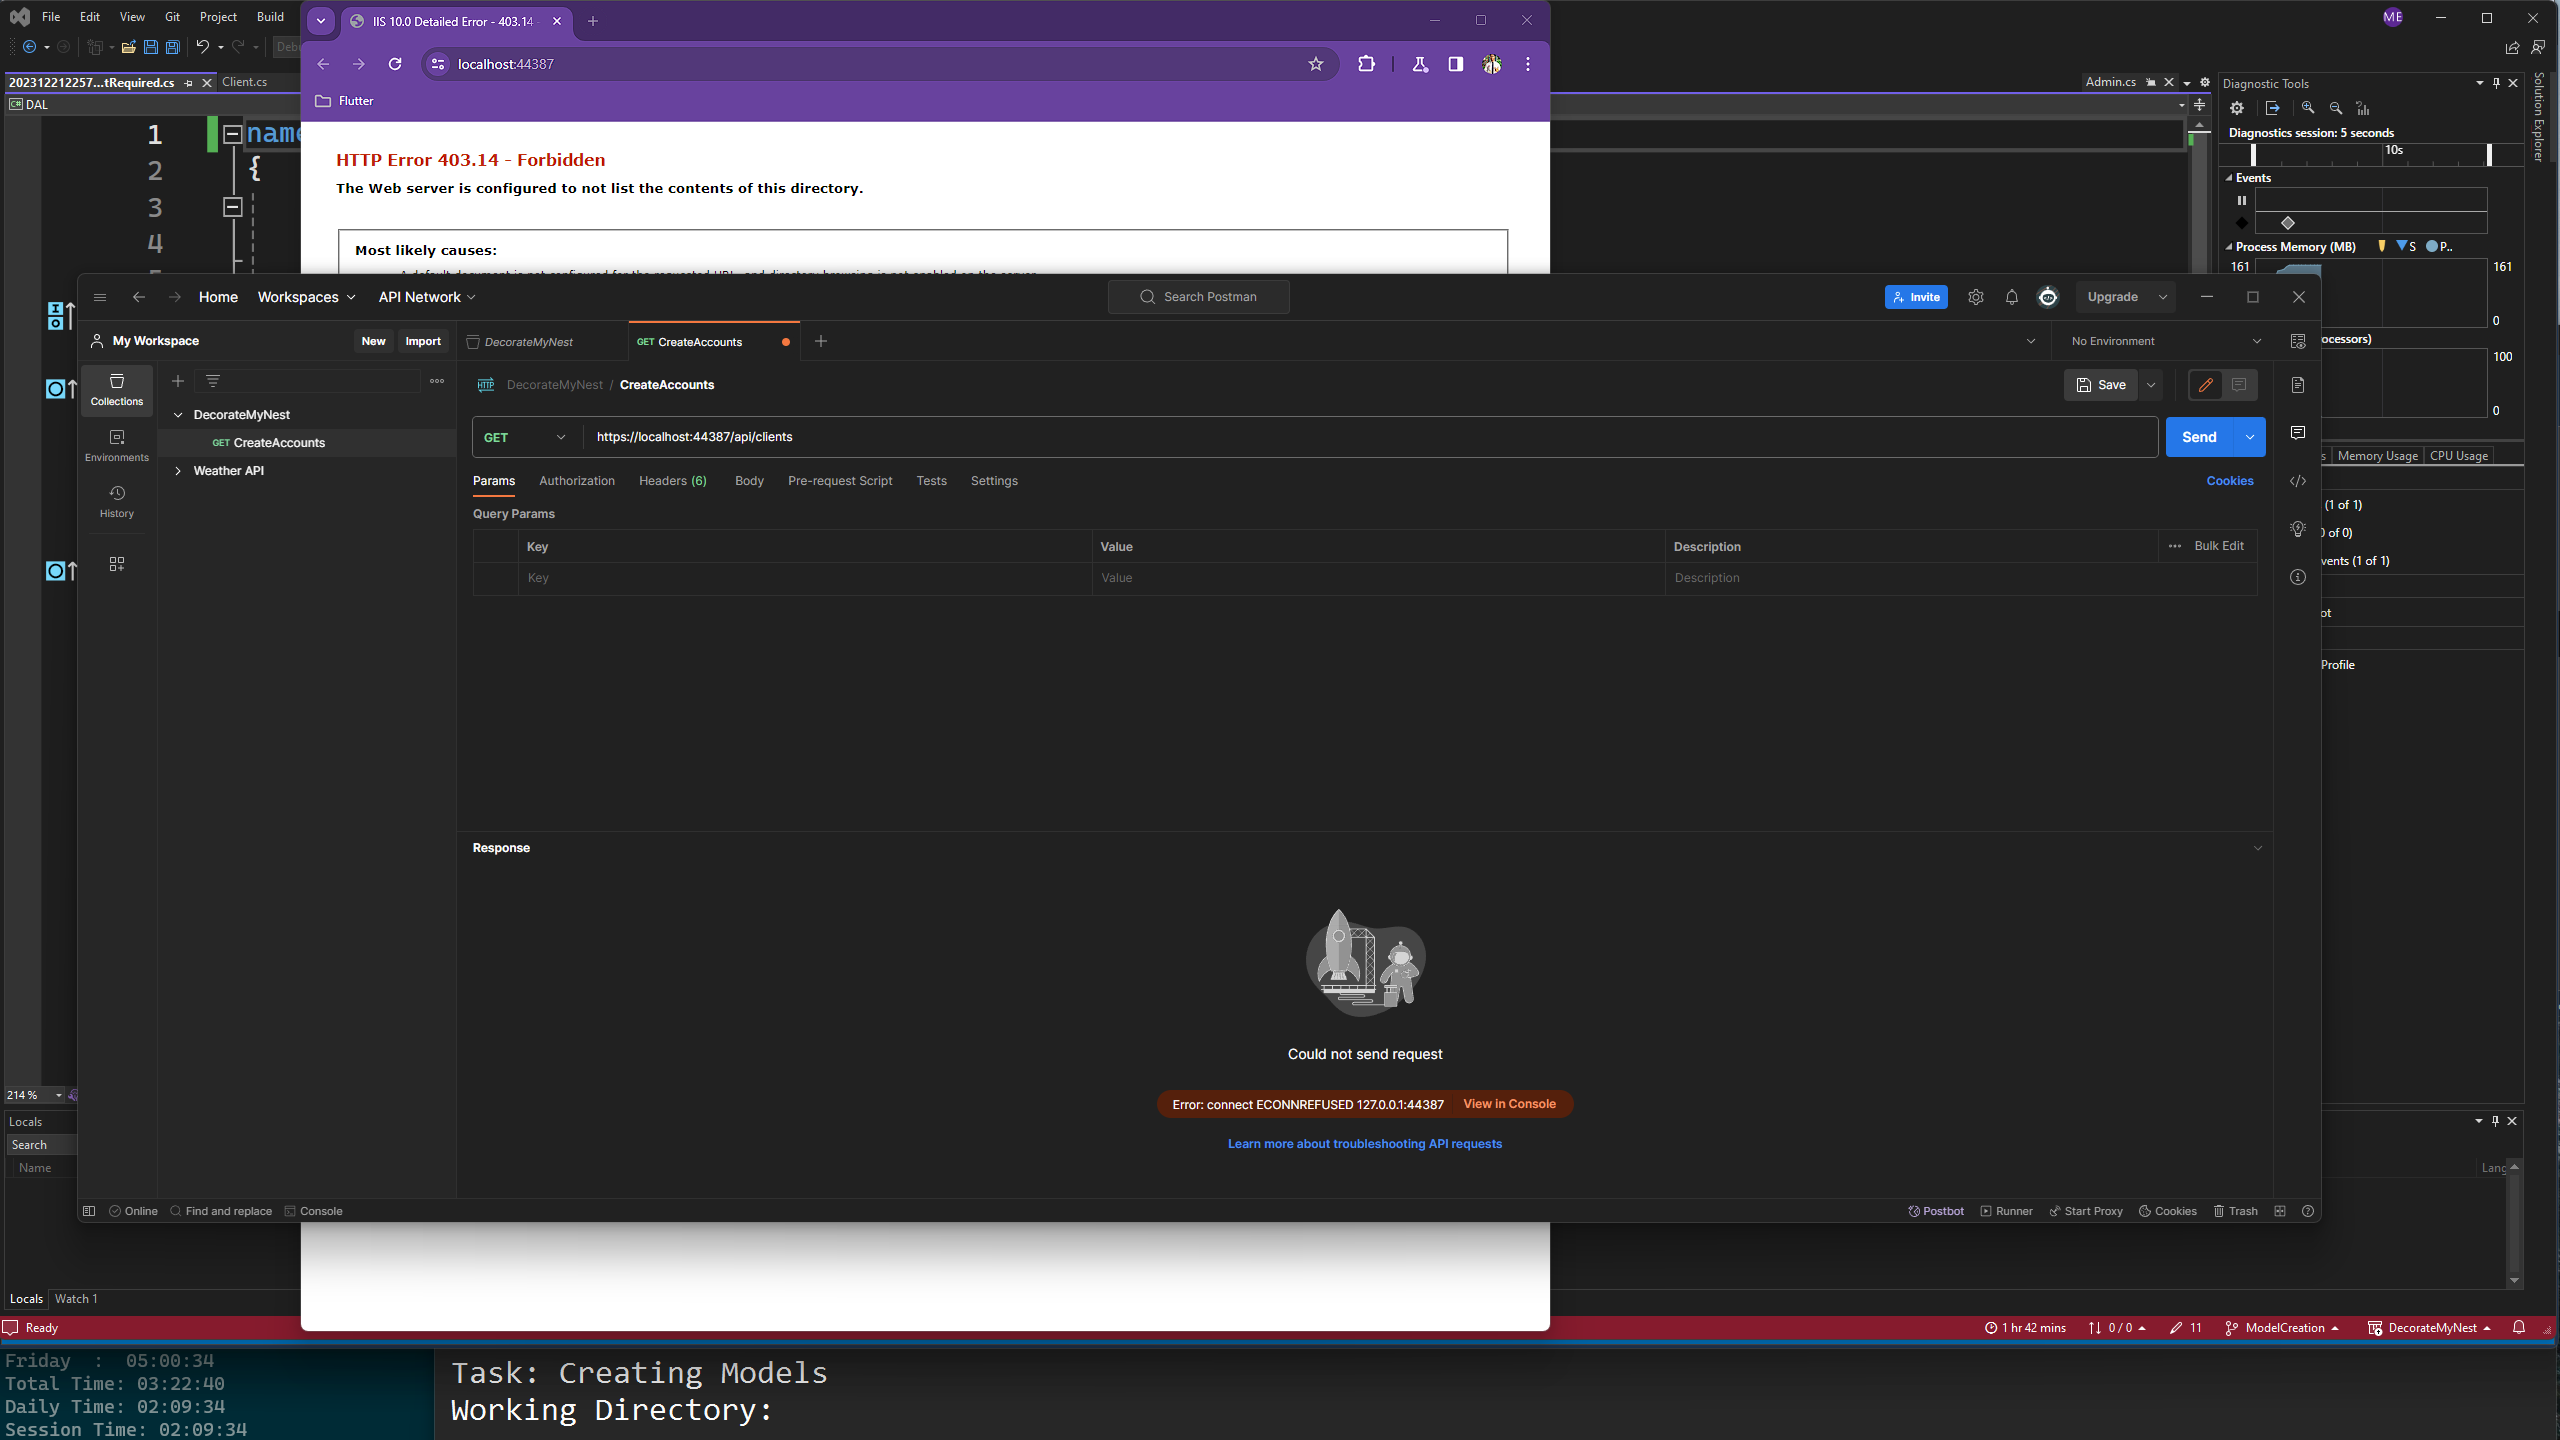 File Edit View Git Project Build
ME
IIS 10.0 Detailed Error - 403.14 -
localhost:44387
Flutter
202312212257...tRequired.cs
Client.cs
Admin.cs
DAL
1
2
3
4
name
{
HTTP Error 403.14 - Forbidden
The Web server is configured to not list the contents of this directory.
Most likely causes:
Diagnostic Tools
Diagnostics session: 5 seconds
10s
Events
Process Memory (MB) S P..
161 161
0
ocessors)
100
0
s Memory Usage CPU Usage
(1 of 1)
0 of 0)
vents (1 of 1)
ot
Profile
Solution Explorer
Home Workspaces API Network
Search Postman
Invite
Upgrade
My Workspace New Import
DecorateMyNest
GET CreateAccounts
No Environment
Collections
Environments
History
DecorateMyNest
GET CreateAccounts
Weather API
HTTP DecorateMyNest / CreateAccounts
Save
GET https://localhost:44387/api/clients
Send
Params Authorization Headers (6) Body Pre-request Script Tests Settings Cookies
Query Params
Key Value Description Bulk Edit
Key Value Description
Response
Could not send request
Error: connect ECONNREFUSED 127.0.0.1:44387 View in Console
Learn more about troubleshooting API requests
Online Find and replace Console
Postbot Runner Start Proxy Cookies Trash
214 %
Locals
Search
Name
Lang
Locals Watch 1
Ready
1 hr 42 mins 0 / 0 11 ModelCreation DecorateMyNest
Friday : 05:00:34
Total Time: 03:22:40
Daily Time: 02:09:34
Session Time: 02:09:34
Task: Creating Models
Working Directory: